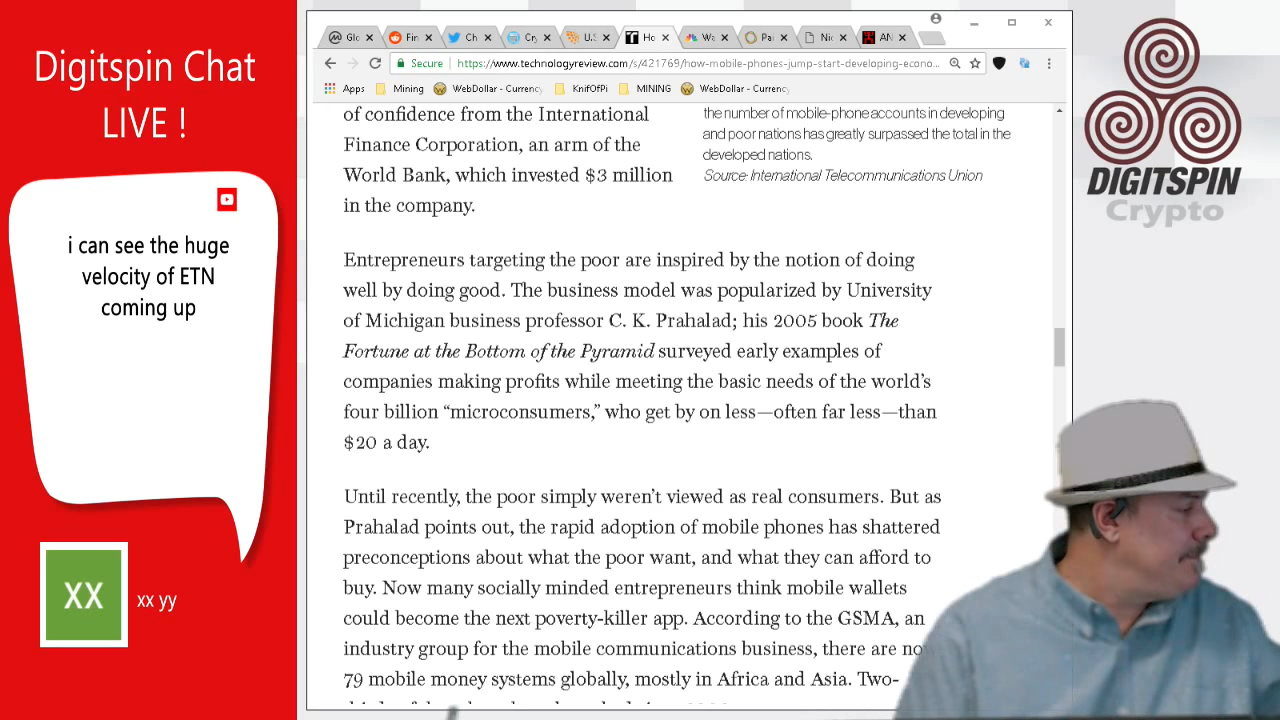 Digitspin Chat
LIVE !
i can see the huge
velocity of ETN
coming up
XX
xx yy
Glo
Fin
Ch
Cry
U.S
Ho
Wa
Pai
Nic
AN
Secure
https://www.technologyreview.com/s/421769/how-mobile-phones-jump-start-developing-econo...
Apps
Mining
WebDollar - Currency
KnifOfPi
MINING
WebDollar - Currency
of confidence from the International
Finance Corporation, an arm of the
World Bank, which invested $3 million
in the company.
the number of mobile-phone accounts in developing
and poor nations has greatly surpassed the total in the
developed nations.
Source: International Telecommunications Union
Entrepreneurs targeting the poor are inspired by the notion of doing
well by doing good. The business model was popularized by University
of Michigan business professor C. K. Prahalad; his 2005 book The
Fortune at the Bottom of the Pyramid surveyed early examples of
companies making profits while meeting the basic needs of the world's
four billion “microconsumers,” who get by on less—often far less—than
$20 a day.
Until recently, the poor simply weren't viewed as real consumers. But as
Prahalad points out, the rapid adoption of mobile phones has shattered
preconceptions about what the poor want, and what they can afford to
buy. Now many socially minded entrepreneurs think mobile wallets
could become the next poverty-killer app. According to the GSMA, an
industry group for the mobile communications business, there are no
79 mobile money systems globally, mostly in Africa and Asia. Two-
DIGITSPIN
Crypto